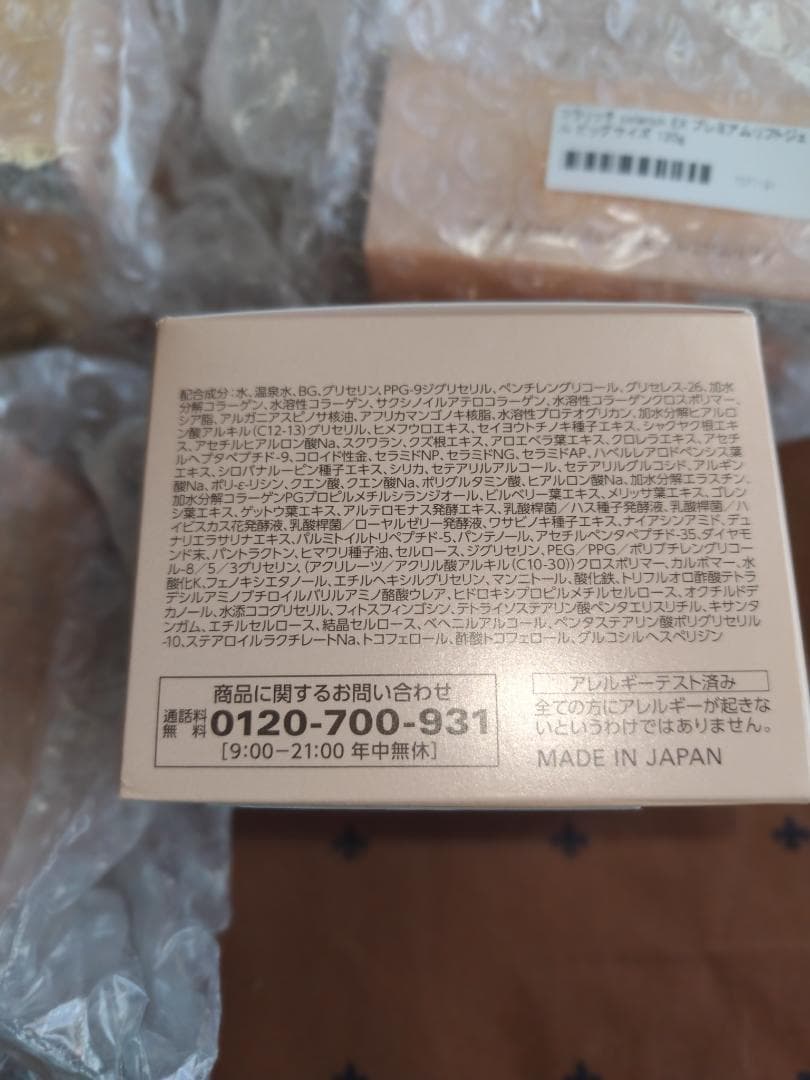 EX プレミアムリフトジェ
ル ビッグサイズ 120g
配合成分:水、温泉水、BG、グリセリン、PPG-9ジグリセリル、ペンチレングリコール、グリセレス-26、加水
分解コラーゲン、水溶性コラーゲン、サクシノイルアテロコラーゲン、水溶性コラーゲンクロスポリマー、
シア脂、アルガニアスピノサ核油、アフリカマンゴノキ核脂、水溶性プロテオグリカン、加水分解ヒアルロ
ン酸アルキル(C12-13)グリセリル、ヒメフウロエキス、セイヨウトチノキ種子エキス、シャクヤク根エキ
ス、アセチルヒアルロン酸Na、スクワラン、クズ根エキス、アロエベラ葉エキス、クロレラエキス、アセチ
ルヘプタペプチド-9、コロイド性金、セラミドNP、セラミドNG、セラミドAP、ハベルレアロドペンシス葉
エキス、シロバナルーピン種子エキス、シリカ、セテアリルアルコール、セテアリルグルコシド、アルギン
酸Na、ポリ-ε-リシン、クエン酸、クエン酸Na、ポリグルタミン酸、ヒアルロン酸Na、加水分解エラスチン、
加水分解コラーゲンPGプロピルメチルシランジオール、ビルベリー葉エキス、メリッサ葉エキス、ゴレン
シ葉エキス、ゲットウ葉エキス、アルテロモナス発酵エキス、乳酸桿菌/ハス種子発酵液、乳酸桿菌/ハ
イビスカス花発酵液、乳酸桿菌/ローヤルゼリー発酵液、ワサビノキ種子エキス、ナイアシンアミド、デュ
ナリエラサリナエキス、パルミトイルトリペプチド-5、パンテノール、アセチルペンタペプチド-35、ダイヤモ
ンド末、パントラクトン、ヒマワリ種子油、セルロース、ジグリセリン、PEG/PPG/ポリブチレングリコー
ル-8/5/3グリセリン、(アクリレーツ/アクリル酸アルキル(C10-30))クロスポリマー、カルボマー、水
酸化K、フェノキシエタノール、エチルヘキシルグリセリン、マンニトール、酸化鉄、トリフルオロ酢酸テトラ
デシルアミノブチロイルバリルアミノ酪酸ウレア、ヒドロキシプロピルメチルセルロース、オクチルドデ
カノール、水添ココグリセリル、フィトスフィンゴシン、テトライソステアリン酸ペンタエリスリチル、キサンタ
ンガム、エチルセルロース、結晶セルロース、ベヘニルアルコール、ペンタステアリン酸ポリグリセリル
-10、ステアロイルラクチレートNa、トコフェロール、酢酸トコフェロール、グルコシルヘスペリジン
商品に関するお問い合わせ
通話料
無 料 0120-700-931
[9:00-21:00 年中無休]
アレルギーテスト済み
全ての方にアレルギーが起きな
いというわけではありません。
MADE IN JAPAN